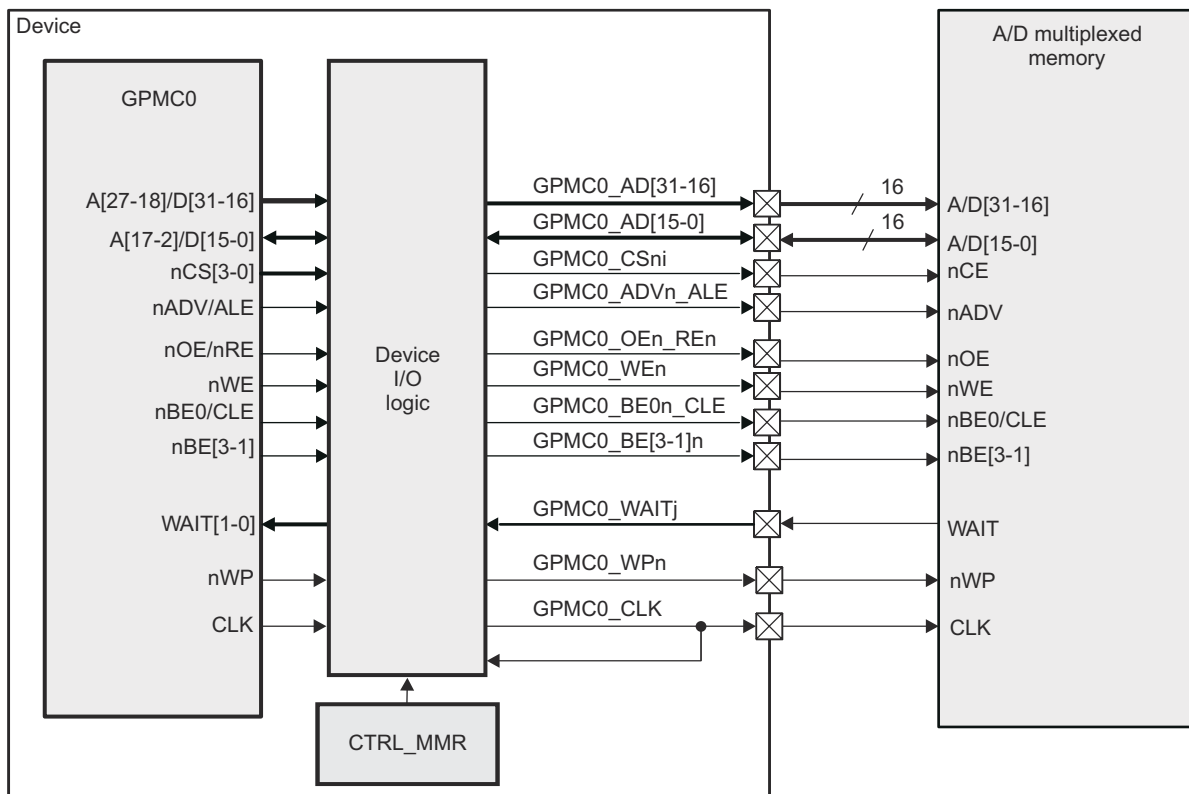 Device
A/D multiplexed
memory
GPMC0
A[27-18]/D[31-16]
A[17-2]/D[15-0]
nCS[3-0]
nADV/ALE
nOE/nRE
nWE
nBE0/CLE
nBE[3-1]
WAIT[1-0]
nWP
CLK
Device
I/O
logic
CTRL_MMR
GPMC0_AD[31-16]
GPMC0_AD[15-0]
GPMC0_CSni
GPMC0_ADVn_ALE
GPMC0_OEn_REn
GPMC0_WEn
GPMC0_BE0n_CLE
GPMC0_BE[3-1]n
GPMC0_WAITj
GPMC0_WPn
GPMC0_CLK
16
16
A/D[31-16]
A/D[15-0]
nCE
nADV
nOE
nWE
nBE0/CLE
nBE[3-1]
WAIT
nWP
CLK